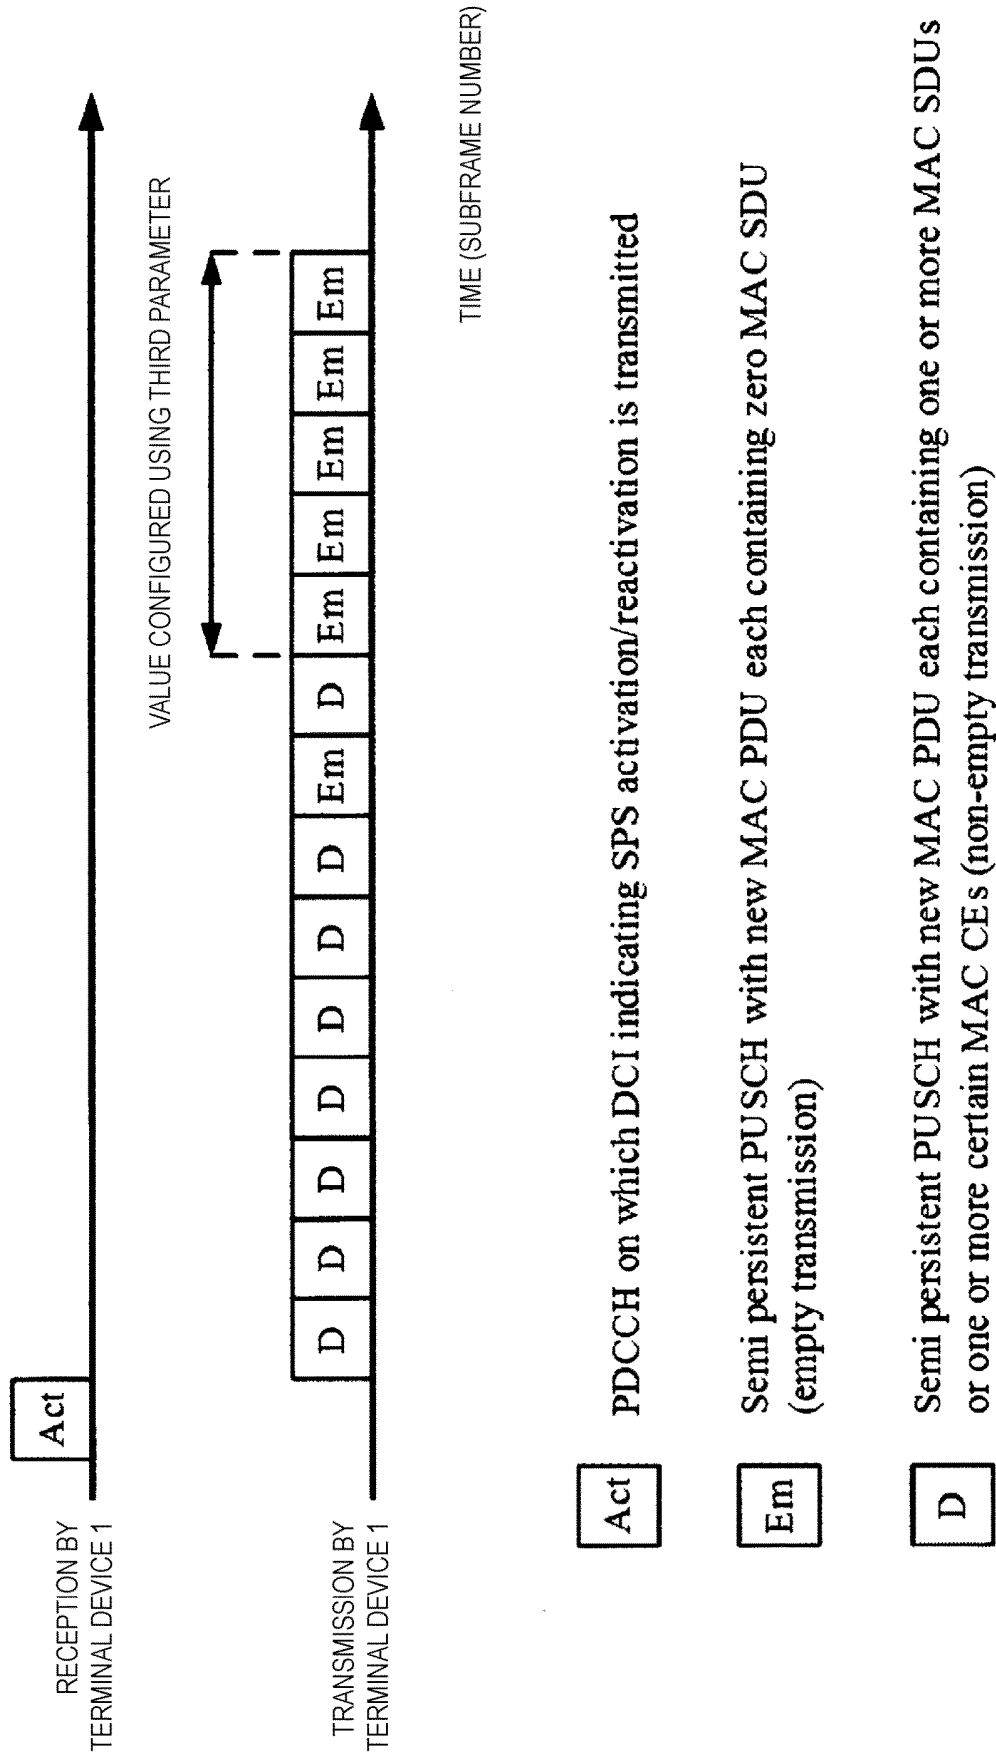 Act
RECEPTION BY
TERMINAL DEVICE 1
VALUE CONFIGURED USING THIRD PARAMETER
D D D D D D D Em D Em Em Em Em Em
TRANSMISSION BY
TERMINAL DEVICE 1
TIME (SUBFRAME NUMBER)
Act PDCCH on which DCI indicating SPS activation/reactivation is transmitted
Em Semi persistent PUSCH with new MAC PDU each containing zero MAC SDU
(empty transmission)
D Semi persistent PUSCH with new MAC PDU each containing one or more MAC SDUs
or one or more certain MAC CEs (non-empty transmission)